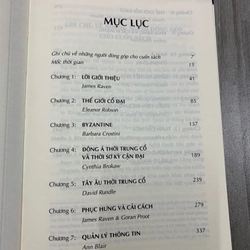 MỤC LỤC
Ghi chú về những người đóng góp cho cuốn sách 7
Mốc thời gian 15
Chương 1: LỜI GIỚI THIỆU 41
James Raven
Chương 2: THẾ GIỚI CỔ ĐẠI
Eleanor Robson
Chương 3: BYZANTINE 137
Barbara Crostini
Chương 4: ĐÔNG Á THỜI TRUNG CỔ
VÀ THỜI SƠ KỲ CẬN ĐẠI 189
Cynthia Brokaw
Chương 5: TÂY ÂU THỜI TRUNG CỔ 239
David Rundle
Chương 6: PHỤC HƯNG VÀ CẢI CÁCH 279
James Raven & Goran Proot
Chương 7: QUẢN LÝ THÔNG TIN 337
Ann Blair